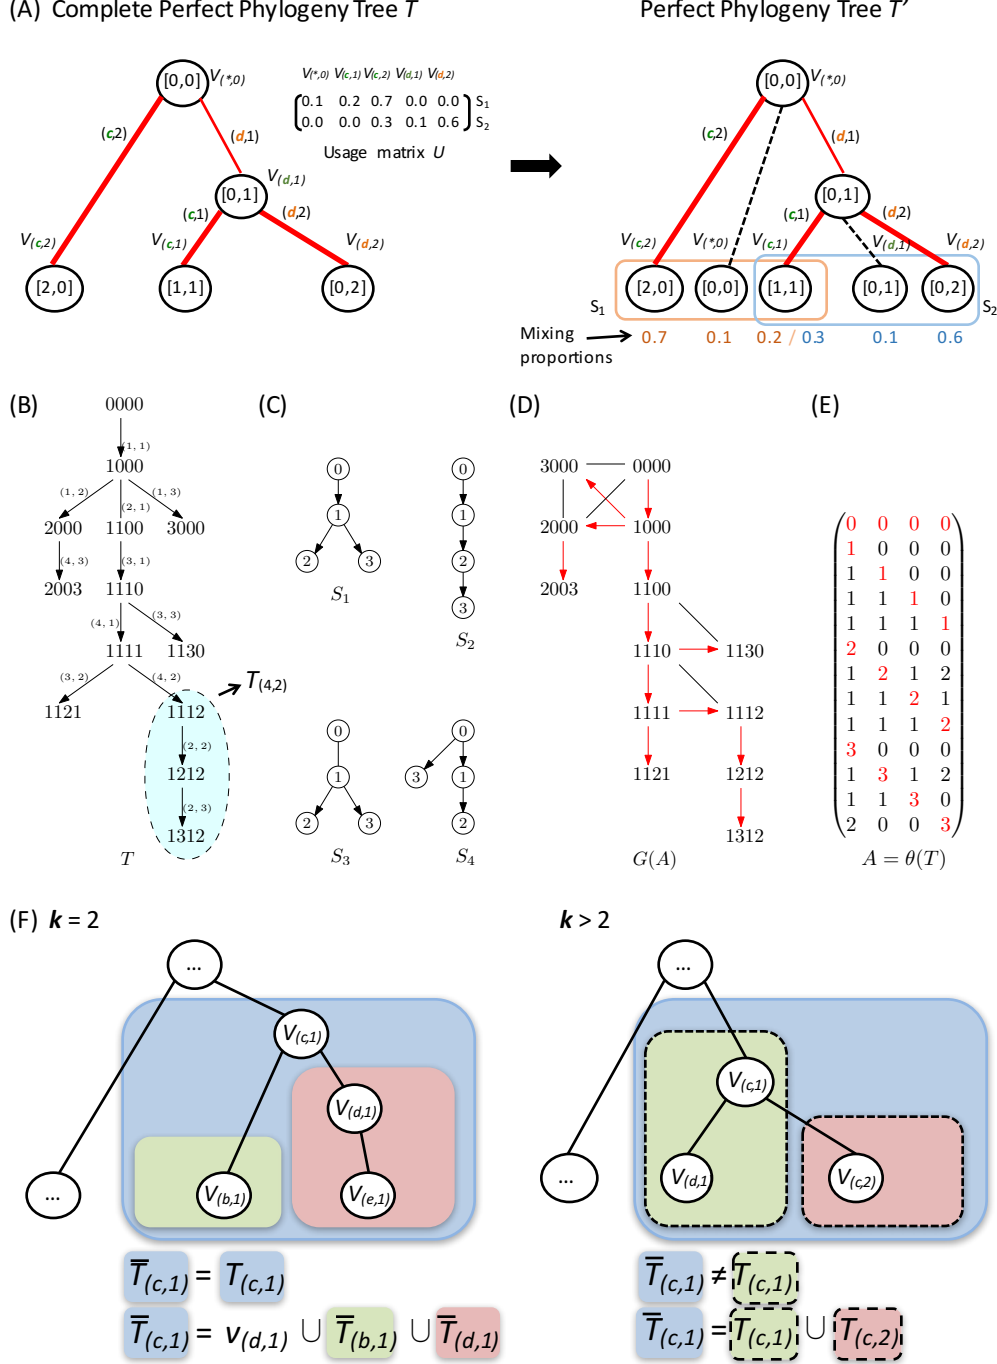 (A) Complete Perfect Phylogeny Tree T
Perfect Phylogeny Tree T'
[0,0] V(*,0)
V(*,0) V(c,1) V(c,2) V(d,1) V(d,2)
0.1 0.2 0.7 0.0 0.0 S1
0.0 0.0 0.3 0.1 0.6 S2
Usage matrix U
(c,2)
(d,1)
V(d,1)
[0,1]
(c,1)
(d,2)
V(c,2)
V(c,1)
V(d,2)
[2,0]
[1,1]
[0,2]
[0,0] V(*,0)
(c,2)
(d,1)
[0,1]
(c,1)
(d,2)
V(c,2)
V(*,0)
V(c,1)
V(d,1)
V(d,2)
[2,0]
[0,0]
[1,1]
[0,1]
[0,2]
S1
S2
Mixing
proportions
0.7 0.1 0.2 / 0.3 0.1 0.6
(B)
0000
(1, 1)
1000
(1, 2)
(2, 1)
(1, 3)
2000 1100 3000
(4, 3)
(3, 1)
2003 1110
(4, 1)
(3, 3)
1111 1130
(3, 2)
(4, 2)
T(4,2)
1121 1112
(2, 2)
1212
(2, 3)
1312
T
(C)
0
1
2 3
S1
0
1
2
3
S2
0
1
2 3
S3
0
3 1
2
S4
(D)
3000 0000
2000 1000
2003 1100
1110 1130
1111 1112
1121 1212
1312
G(A)
(E)
0 0 0 0
1 0 0 0
1 1 0 0
1 1 1 0
1 1 1 1
2 0 0 0
1 2 1 2
1 1 2 1
1 1 1 2
3 0 0 0
1 3 1 2
1 1 3 0
2 0 0 3
A = θ(T)
(F) k = 2
...
V(c,1)
V(d,1)
...
V(b,1)
V(e,1)
T̅(c,1) = T(c,1)
T̅(c,1) = v(d,1) ∪ T̅(b,1) ∪ T̅(d,1)
k > 2
...
V(c,1)
...
V(d,1
V(c,2)
T̅(c,1) ≠ T(c,1)
T̅(c,1) = T(c,1) ∪ T(c,2)